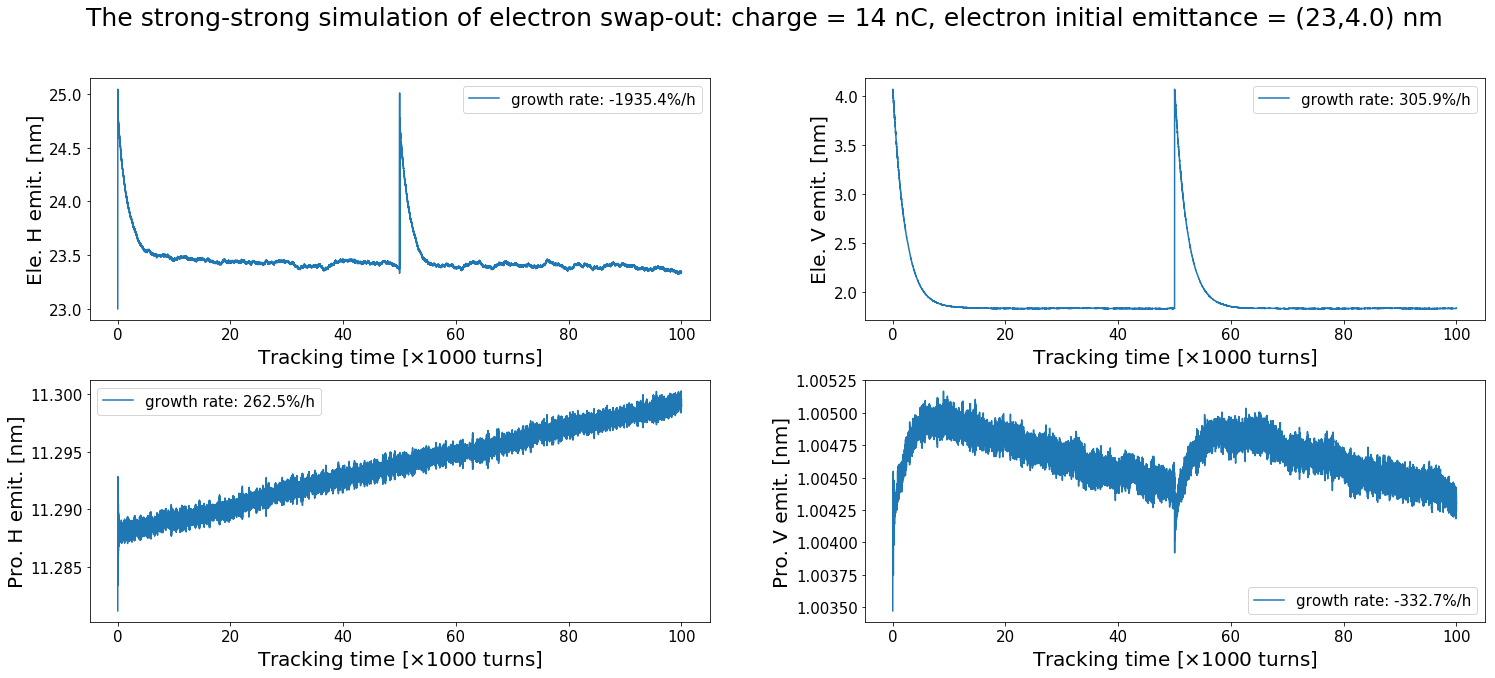 The strong-strong simulation of electron swap-out: charge = 14 nC, electron initial emittance = (23,4.0) nm
growth rate: -1935.4%/h
Ele. H emit. [nm]
25.0
24.5
24.0
23.5
23.0
0 20 40 60 80 100
Tracking time [×1000 turns]
growth rate: 305.9%/h
Ele. V emit. [nm]
4.0
3.5
3.0
2.5
2.0
0 20 40 60 80 100
Tracking time [×1000 turns]
growth rate: 262.5%/h
Pro. H emit. [nm]
11.300
11.295
11.290
11.285
0 20 40 60 80 100
Tracking time [×1000 turns]
Pro. V emit. [nm]
1.00525
1.00500
1.00475
1.00450
1.00425
1.00400
1.00375
1.00350
growth rate: -332.7%/h
0 20 40 60 80 100
Tracking time [×1000 turns]